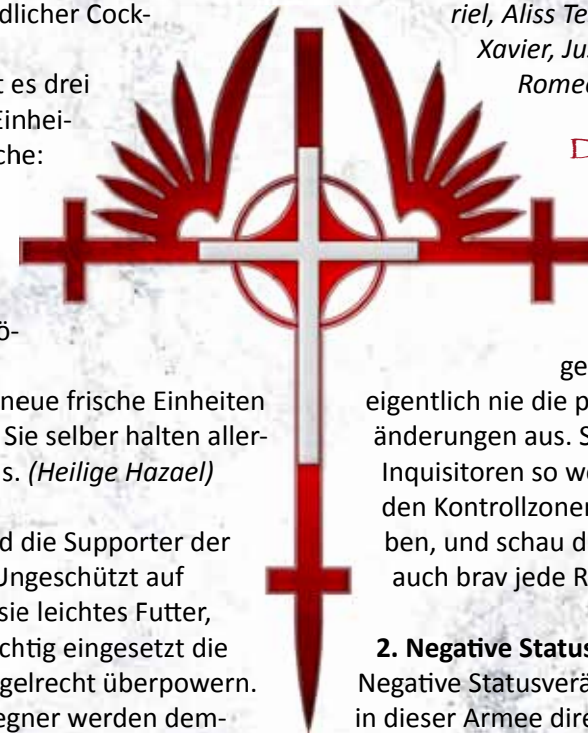 dlicher Cock-
t es drei
Einhei-
che:
ö-
neue frische Einheiten
Sie selber halten aller-
s. (Heilige Hazael)
d die Supporter der
Ungeschützt auf
sie leichtes Futter,
chtig eingesetzt die
gelrecht überpowern.
egner werden dem-
riel, Aliss Te
Xavier, Ju
Rome
D
ge
eigentlich nie die p
änderungen aus. S
Inquisitoren so w
den Kontrollzone
ben, und schau d
auch brav jede R
2. Negative Status
Negative Statusverä
in dieser Armee dire